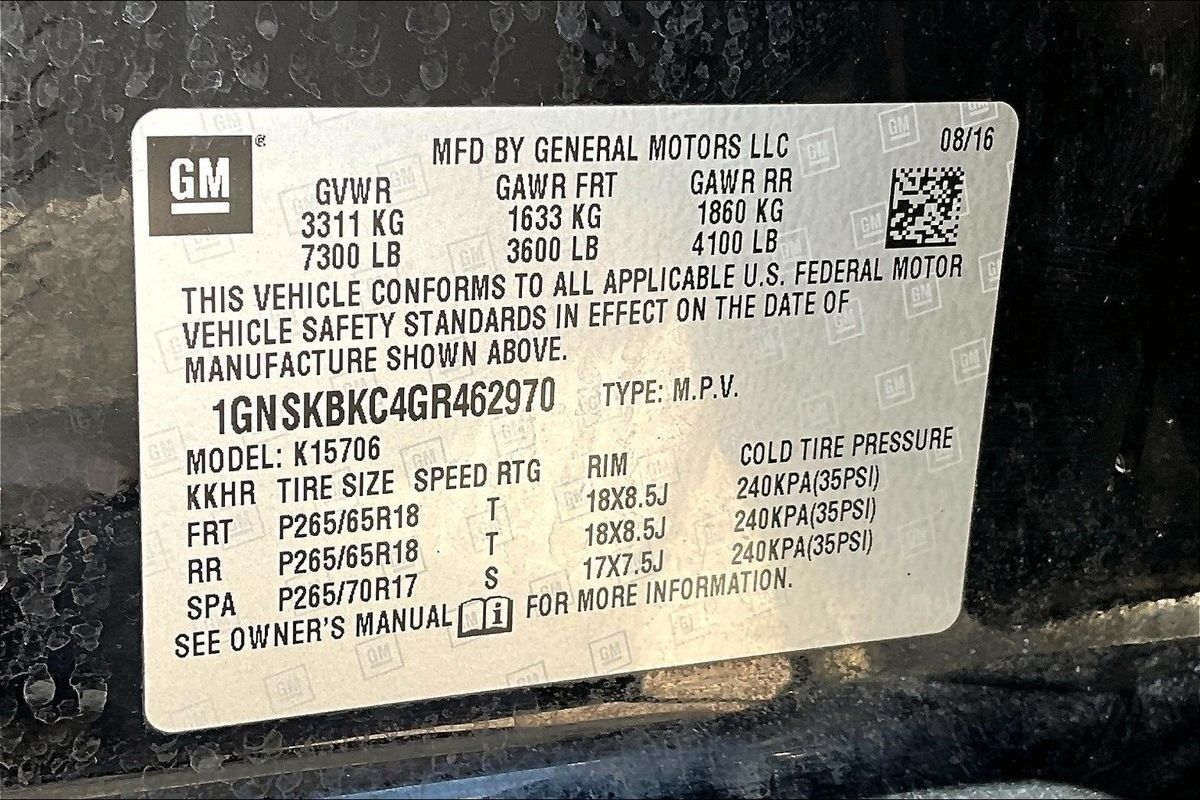 GM ® MFD BY GENERAL MOTORS LLC 08/16
GVWR GAWR FRT GAWR RR
3311 KG 1633 KG 1860 KG
7300 LB 3600 LB 4100 LB
THIS VEHICLE CONFORMS TO ALL APPLICABLE U.S. FEDERAL MOTOR
VEHICLE SAFETY STANDARDS IN EFFECT ON THE DATE OF
MANUFACTURE SHOWN ABOVE.
1GNSKBKC4GR462970 TYPE: M.P.V.
MODEL: K15706
KKHR TIRE SIZE SPEED RTG RIM COLD TIRE PRESSURE
FRT P265/65R18 T 18X8.5J 240KPA(35PSI)
RR P265/65R18 T 18X8.5J 240KPA(35PSI)
SPA P265/70R17 S 17X7.5J 240KPA(35PSI)
SEE OWNER'S MANUAL i FOR MORE INFORMATION.